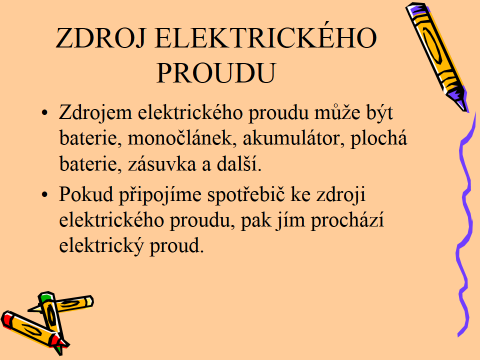 ZDROJ ELEKTRICKÉHO
PROUDU
• Zdrojem elektrického proudu může být
baterie, monočlánek, akumulátor, plochá
baterie, zásuvka a další.
• Pokud připojíme spotřebič ke zdroji
elektrického proudu, pak jím prochází
elektrický proud.